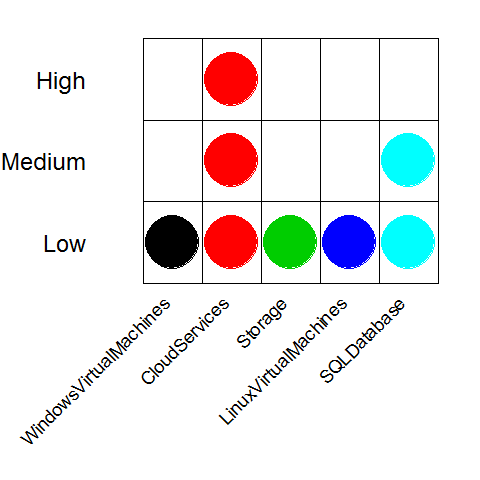 High
Medium
Low
WindowsVirtualMachines
CloudServices
Storage
LinuxVirtualMachines
SQLDatabase